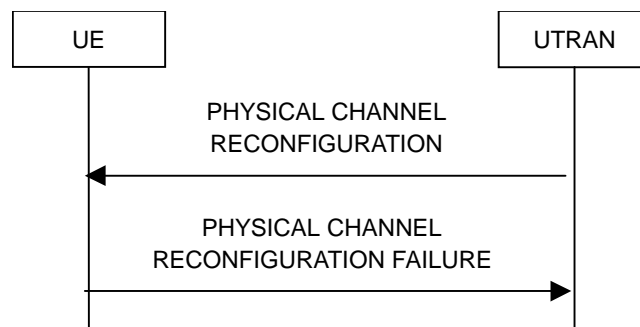 UE
UTRAN
PHYSICAL CHANNEL
RECONFIGURATION
PHYSICAL CHANNEL
RECONFIGURATION FAILURE